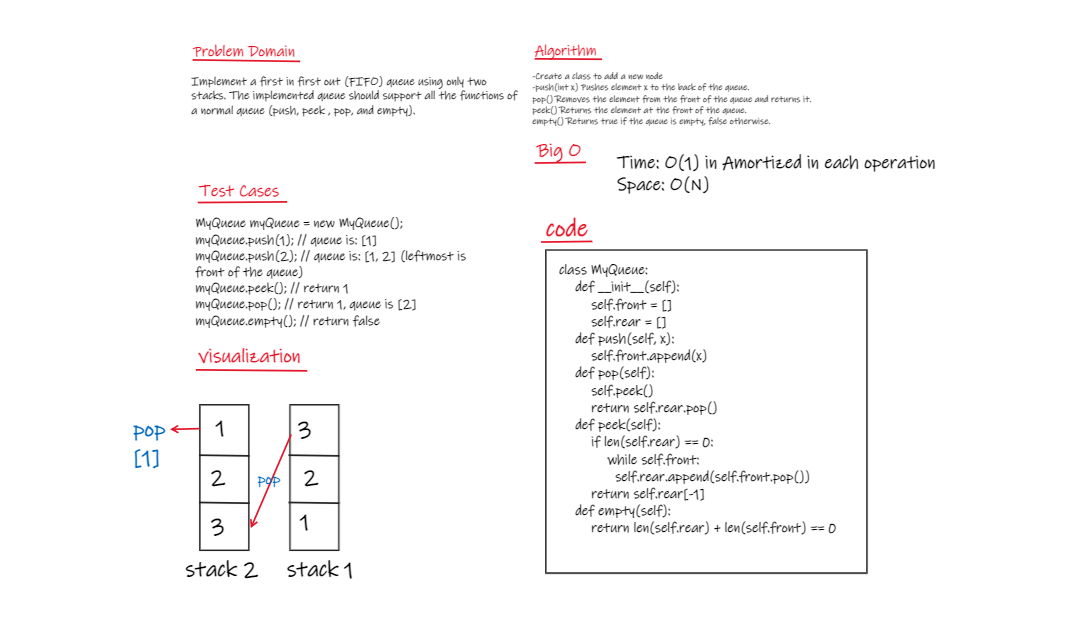 Problem Domain
Implement a first in first out (FIFO) queue using only two
stacks. The implemented queue should support all the functions of
a normal queue (push, peek , pop, and empty).
Test Cases
MyQueue myQueue = new MyQueue();
myQueue.push(1); // queue is: [1]
myQueue.push(2); // queue is: [1, 2] (leftmost is
front of the queue)
myQueue.peek(); // return 1
myQueue.pop(); // return 1, queue is [2]
myQueue.empty(); // return false
Visualization
pop
[1]
1
2
3
pop
3
2
1
stack 2
stack 1
Algorithm
-Create a class to add a new node
-push(int x) Pushes element x to the back of the queue.
pop() Removes the element from the front of the queue and returns it.
peek() Returns the element at the front of the queue.
empty() Returns true if the queue is empty, false otherwise.
Big O
Time: O(1) in Amortized in each operation
Space: O(N)
code
class MyQueue:
def __init__(self):
self.front = []
self.rear = []
def push(self, x):
self.front.append(x)
def pop(self):
self.peek()
return self.rear.pop()
def peek(self):
if len(self.rear) == 0:
while self.front:
self.rear.append(self.front.pop())
return self.rear[-1]
def empty(self):
return len(self.rear) + len(self.front) == 0